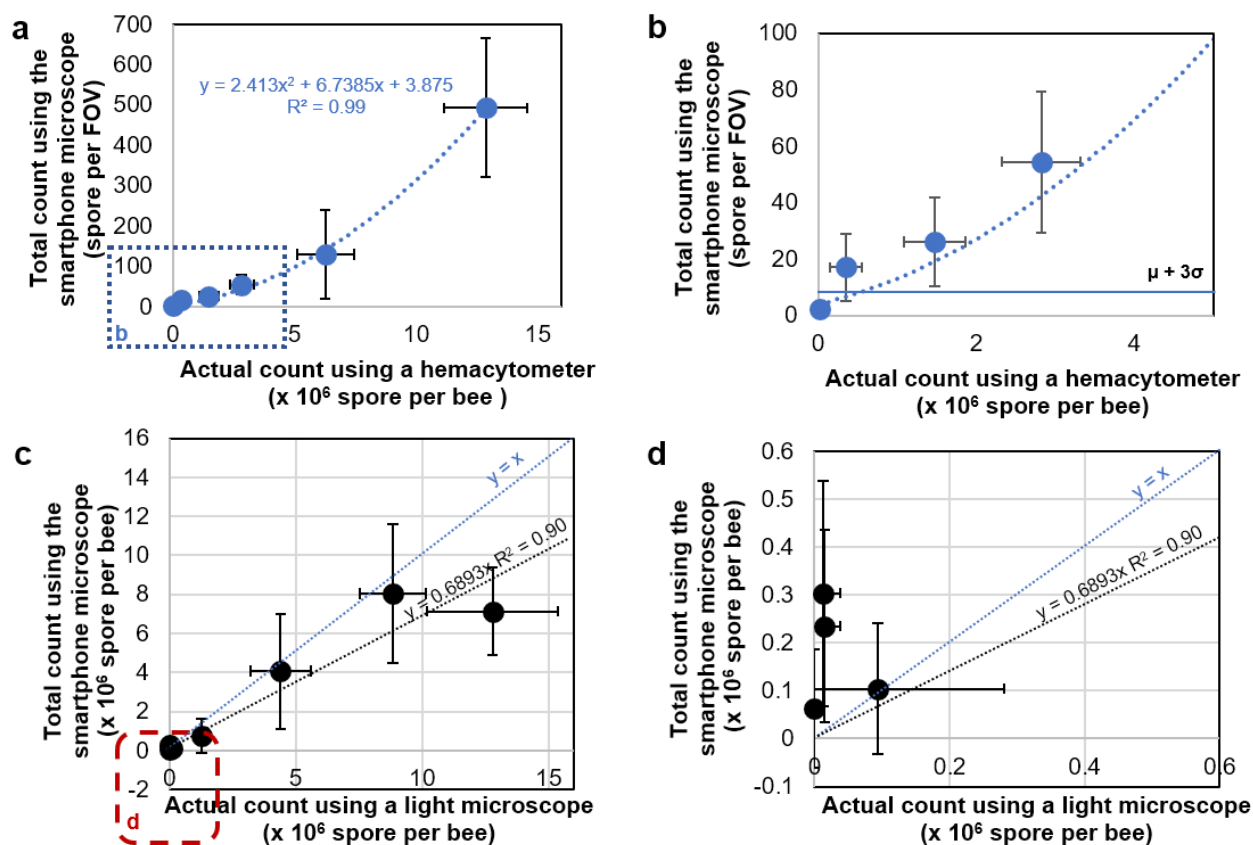 a
Total count using the
smartphone microscope
(spore per FOV)
700
600
500
400
300
200
100
0
y = 2.413x² + 6.7385x + 3.875
R² = 0.99
b
0
5
10
15
Actual count using a hemacytometer
(x 10⁶ spore per bee )
b
Total count using the
smartphone microscope
(spore per FOV)
100
80
60
40
20
0
μ + 3σ
0
2
4
Actual count using a hemacytometer
(x 10⁶ spore per bee)
c
Total count using the
smartphone microscope
(x 10⁶ spore per bee)
16
14
12
10
8
6
4
2
0
-2
y = x
y = 0.6893x R² = 0.90
d
0
5
10
15
Actual count using a light microscope
(x 10⁶ spore per bee)
d
Total count using the
smartphone microscope
(x 10⁶ spore per bee)
0.6
0.5
0.4
0.3
0.2
0.1
0
-0.1
y = x
y = 0.6893x R² = 0.90
0
0.2
0.4
0.6
Actual count using a light microscope
(x 10⁶ spore per bee)